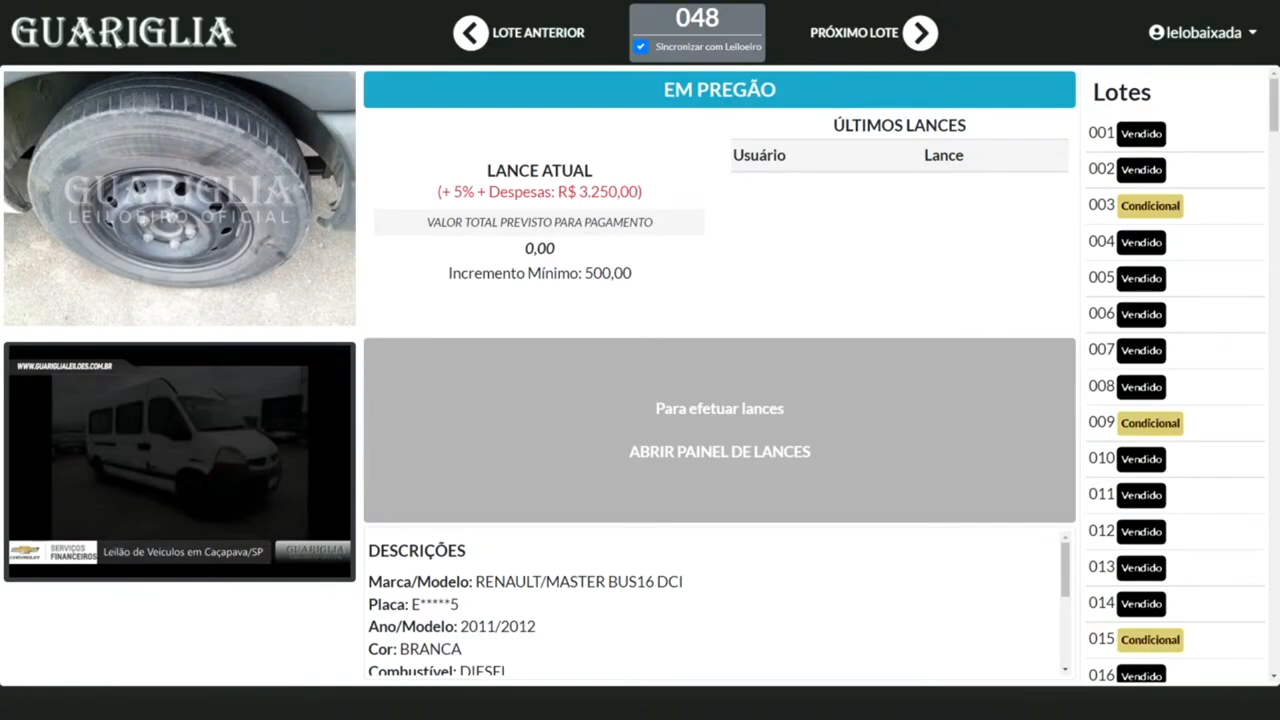 GUARIGLIA
LOTE ANTERIOR
048
Sincronizar com Leiloeiro
PRÓXIMO LOTE
lelobaixada
GUARIGLIA
LEILOEIRO OFICIAL
EM PREGÃO
LANCE ATUAL
(+ 5% + Despesas: R$ 3.250,00)
VALOR TOTAL PREVISTO PARA PAGAMENTO
0,00
Incremento Mínimo: 500,00
ÚLTIMOS LANCES
Usuário Lance
WWW.GUARIGLIALEILOES.COM.BR
CHEVROLET
SERVIÇOS
FINANCEIROS
Leilão de Veiculos em Caçapava/SP
GUARIGLIA
Para efetuar lances
ABRIR PAINEL DE LANCES
DESCRIÇÕES
Marca/Modelo: RENAULT/MASTER BUS16 DCI
Placa: E*****5
Ano/Modelo: 2011/2012
Cor: BRANCA
Combustível: DIESEL
Lotes
001 Vendido
002 Vendido
003 Condicional
004 Vendido
005 Vendido
006 Vendido
007 Vendido
008 Vendido
009 Condicional
010 Vendido
011 Vendido
012 Vendido
013 Vendido
014 Vendido
015 Condicional
016 Vendido